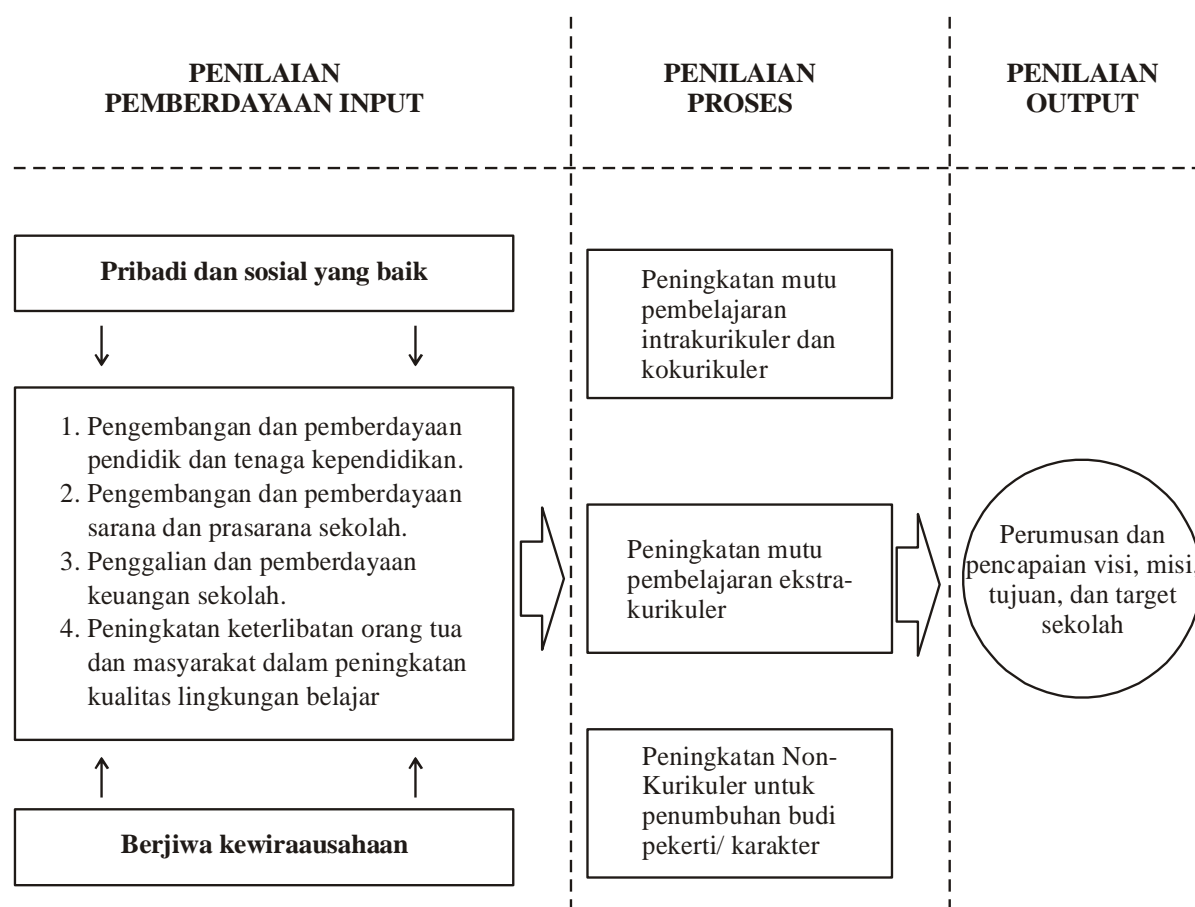 PENILAIAN
PEMBERDAYAAN INPUT
PENILAIAN
PROSES
PENILAIAN
OUTPUT
Pribadi dan sosial yang baik
1. Pengembangan dan pemberdayaan
pendidik dan tenaga kependidikan.
2. Pengembangan dan pemberdayaan
sarana dan prasarana sekolah.
3. Penggalian dan pemberdayaan
keuangan sekolah.
4. Peningkatan keterlibatan orang tua
dan masyarakat dalam peningkatan
kualitas lingkungan belajar
Berjiwa kewiraausahaan
Peningkatan mutu
pembelajaran
intrakurikuler dan
kokurikuler
Peningkatan mutu
pembelajaran ekstra-
kurikuler
Peningkatan Non-
Kurikuler untuk
penumbuhan budi
pekerti/ karakter
Perumusan dan
pencapaian visi, misi,
tujuan, dan target
sekolah